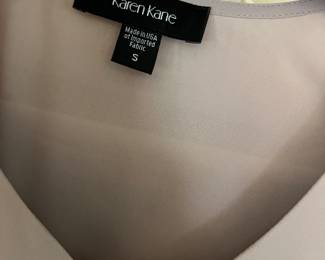 Karen Kane
Made in USA
of Imported
Fabric
S